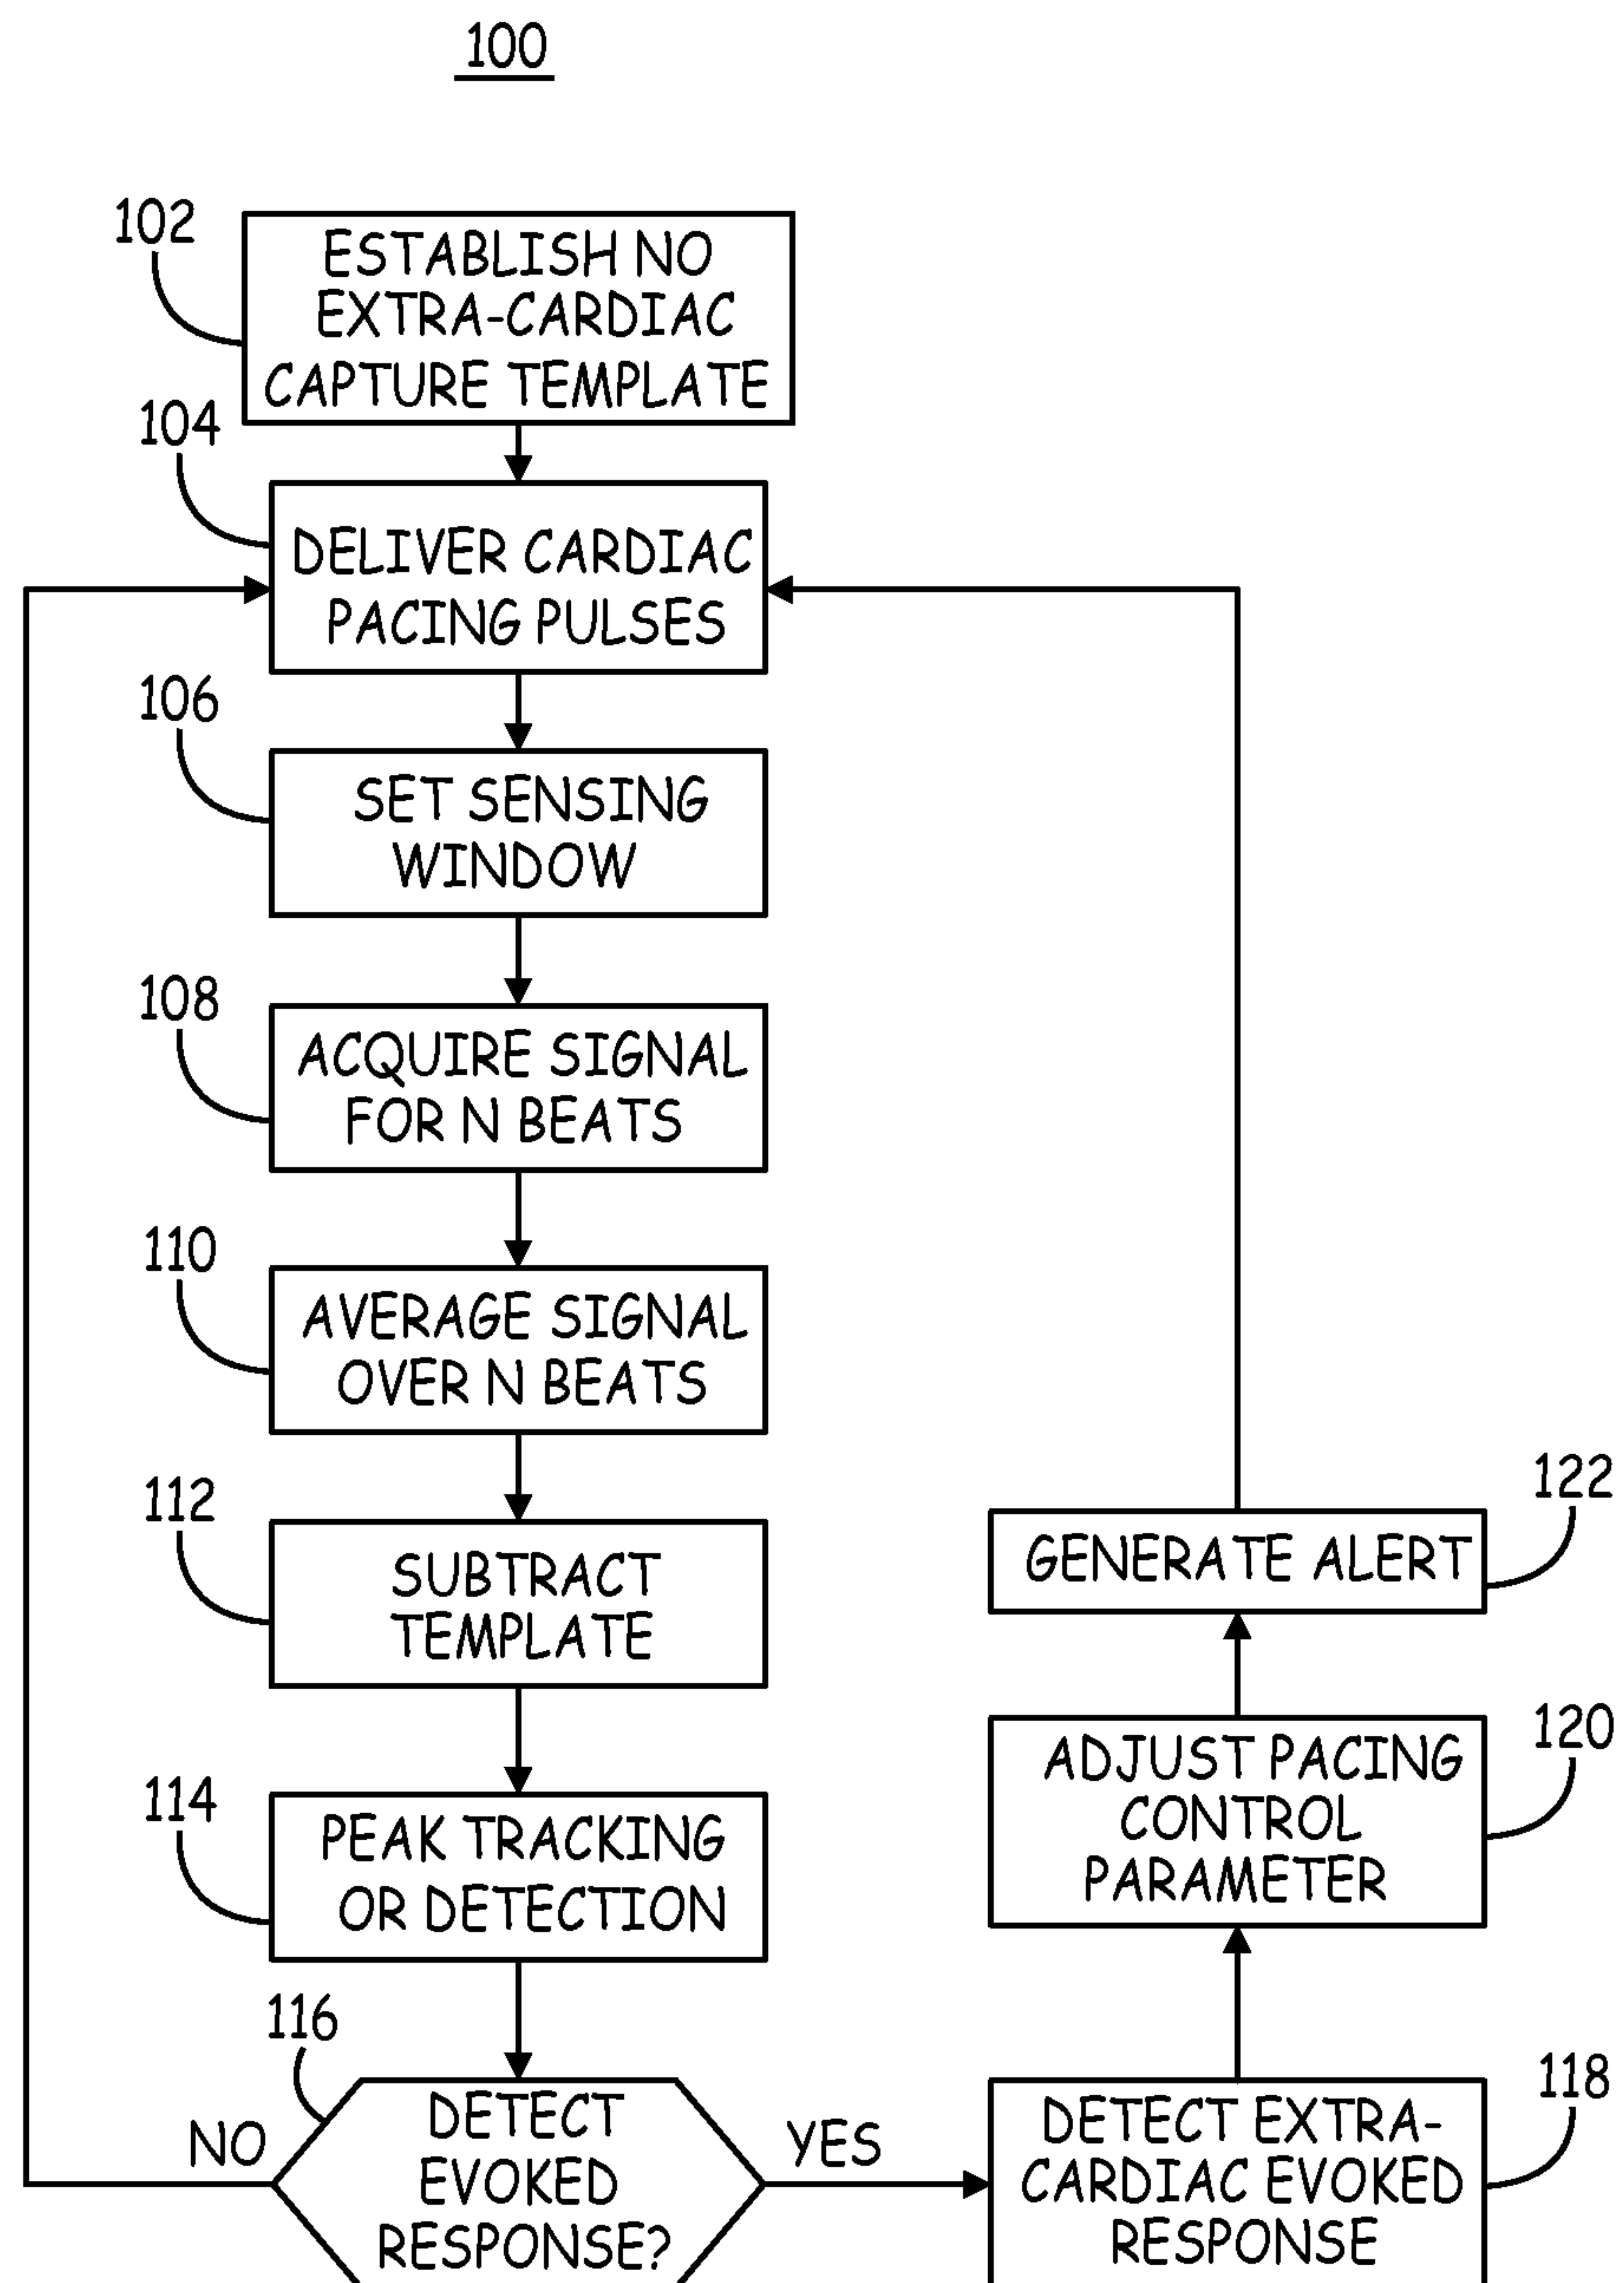 100
102
ESTABLISH NO
EXTRA-CARDIAC
CAPTURE TEMPLATE
104
DELIVER CARDIAC
PACING PULSES
106
SET SENSING
WINDOW
108
ACQUIRE SIGNAL
FOR N BEATS
110
AVERAGE SIGNAL
OVER N BEATS
112
SUBTRACT
TEMPLATE
114
PEAK TRACKING
OR DETECTION
116
DETECT
EVOKED
RESPONSE?
NO
YES
118
DETECT EXTRA-
CARDIAC EVOKED
RESPONSE
120
ADJUST PACING
CONTROL
PARAMETER
122
GENERATE ALERT